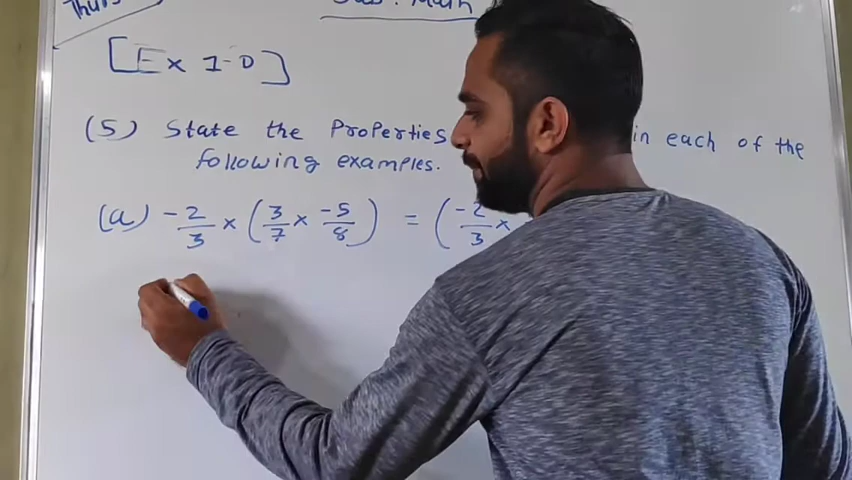 Thurs
Sub. Math
[Ex 1-D]
(5) State the Properties in each of the
following examples.
(a) -2/3 × (3/7 × -5/8) = (-2/3 ×